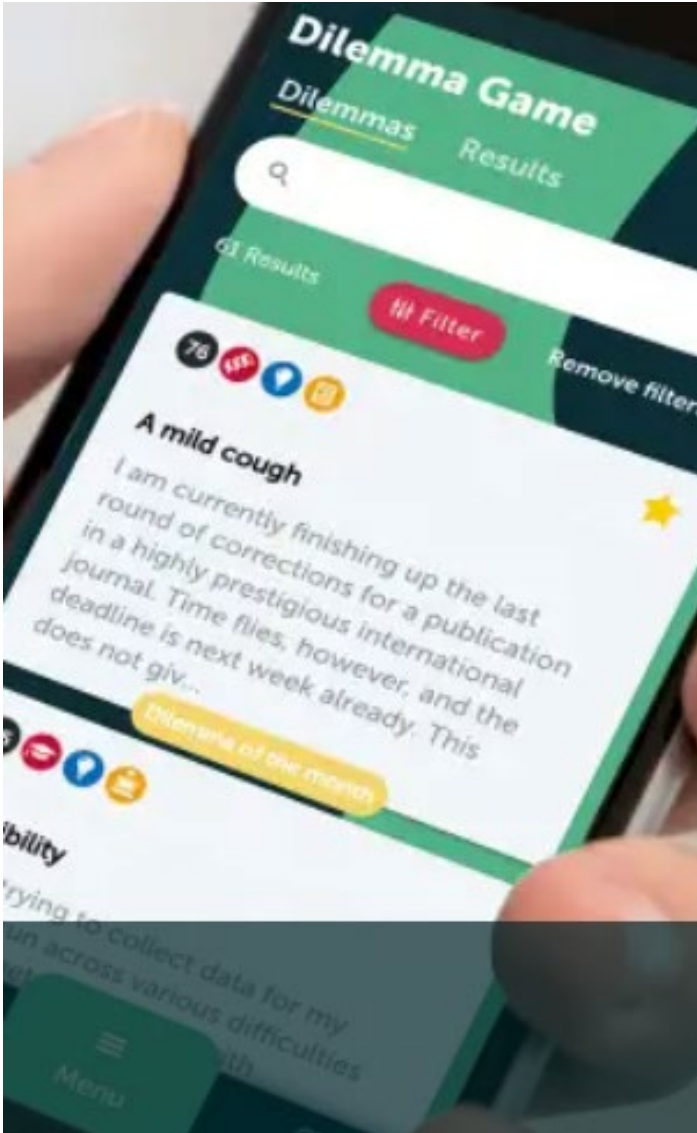 Dilemma Game
Dilemmas Results
61 Results
Filter
Remove filter
76
A mild cough
I am currently finishing up the last
round of corrections for a publication
in a highly prestigious international
journal. Time flies, however, and the
deadline is next week already. This
does not giv...
Dilemma of the month
ibility
trying to collect data for my
un across various difficulties
ith
Menu